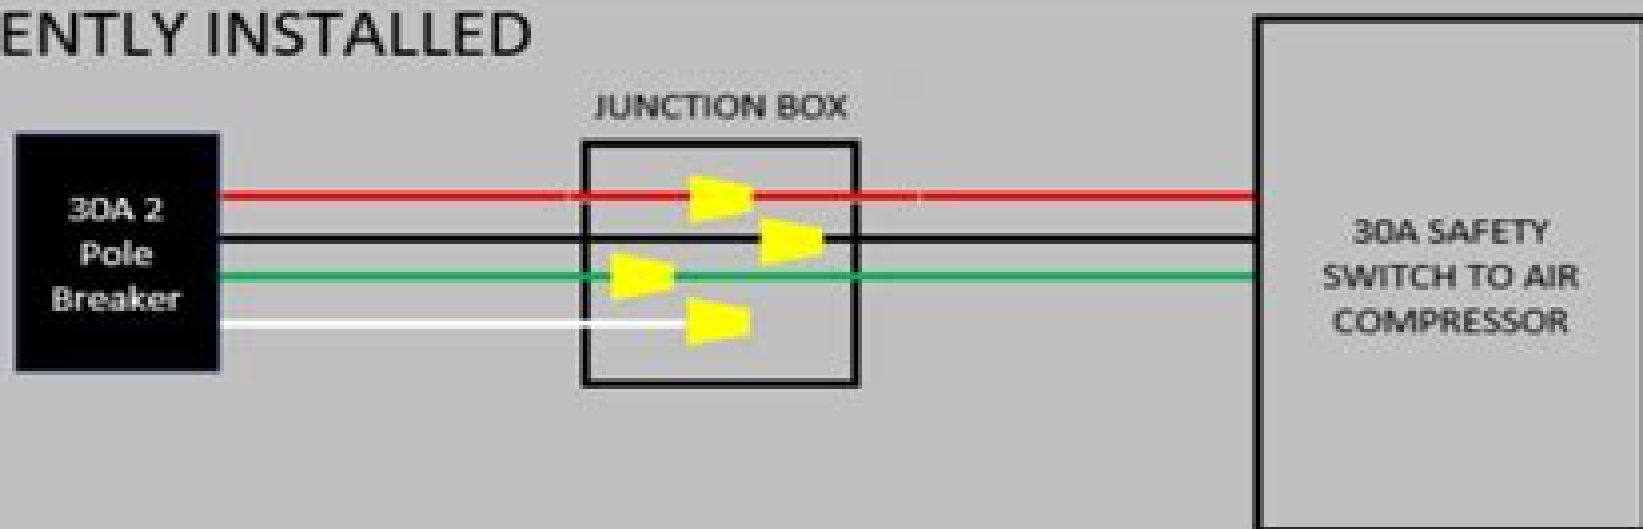 ENTLY INSTALLED
JUNCTION BOX
30A 2
Pole
Breaker
30A SAFETY
SWITCH TO AIR
COMPRESSOR